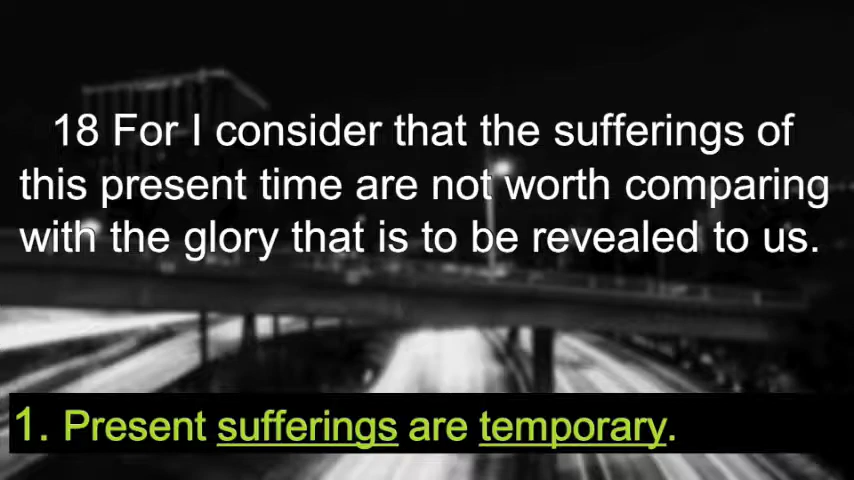 18 For I consider that the sufferings of
this present time are not worth comparing
with the glory that is to be revealed to us.
1. Present sufferings are temporary.